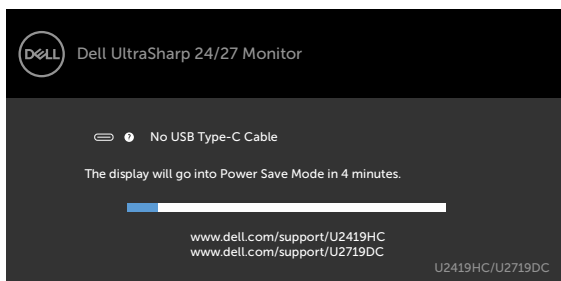 DELL
Dell UltraSharp 24/27 Monitor
? No USB Type-C Cable
The display will go into Power Save Mode in 4 minutes.
www.dell.com/support/U2419HC
www.dell.com/support/U2719DC
U2419HC/U2719DC